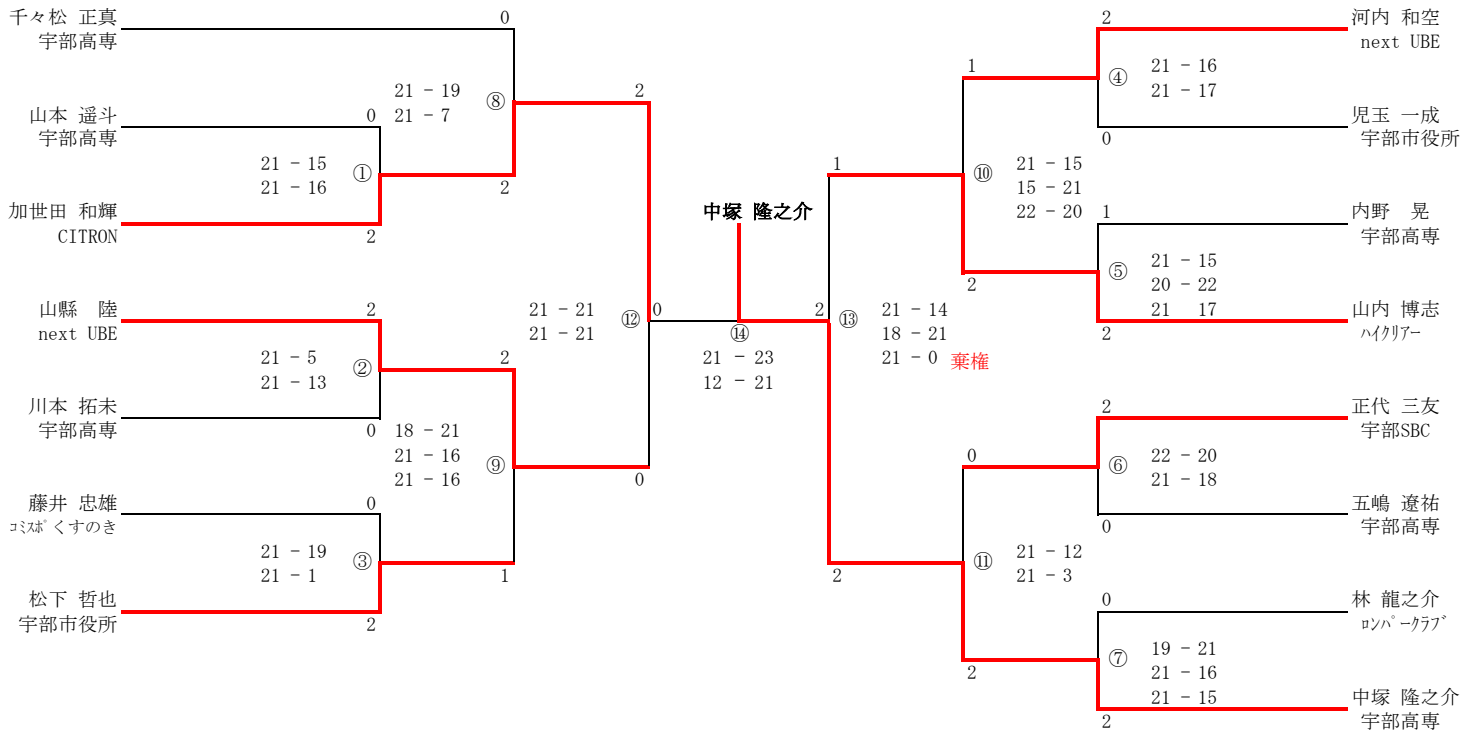 千々松 正真
宇部高専
0
山本 遥斗
宇部高専
0
21 - 15
21 - 16
①
加世田 和輝
CITRON
2
21 - 19
21 - 7
⑧
2
2
山縣 陸
next UBE
2
21 - 5
21 - 13
②
川本 拓未
宇部高専
0
2
18 - 21
21 - 16
21 - 16
⑨
藤井 忠雄
コミスポくすのき
0
21 - 19
21 - 1
③
松下 哲也
宇部市役所
2
1
0
21 - 21
21 - 21
⑫
0
中塚 隆之介
⑭
21 - 23
12 - 21
2
1
⑬
21 - 14
18 - 21
21 - 0 棄権
2
1
⑩
21 - 15
15 - 21
22 - 20
2
2
河内 和空
next UBE
④
21 - 16
21 - 17
児玉 一成
宇部市役所
0
1
内野 晃
宇部高専
⑤
21 - 15
20 - 22
21 17
山内 博志
ハイクリアー
2
2
正代 三友
宇部SBC
0
⑥
22 - 20
21 - 18
五嶋 遼祐
宇部高専
0
⑪
21 - 12
21 - 3
2
0
林 龍之介
ロンパークラブ
⑦
19 - 21
21 - 16
21 - 15
中塚 隆之介
宇部高専
2